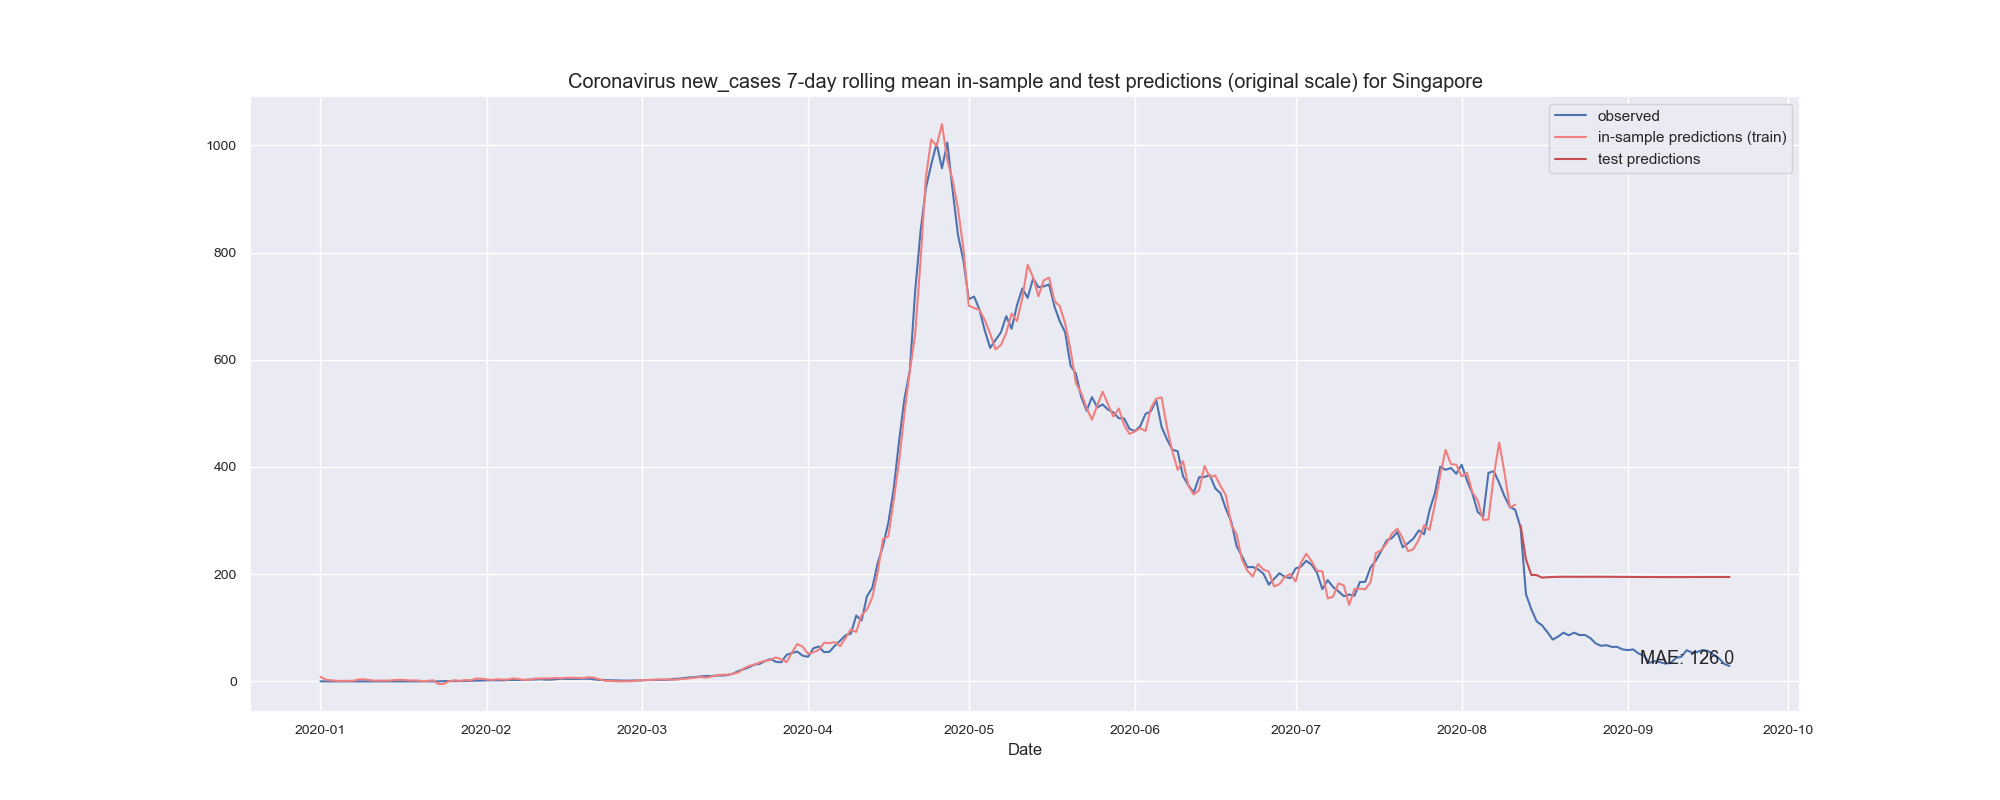 Coronavirus new_cases 7-day rolling mean in-sample and test predictions (original scale) for Singapore
observed
in-sample predictions (train)
test predictions
1000
800
600
400
200
0
MAE: 126.0
2020-01 2020-02 2020-03 2020-04 2020-05 2020-06 2020-07 2020-08 2020-09 2020-10
Date